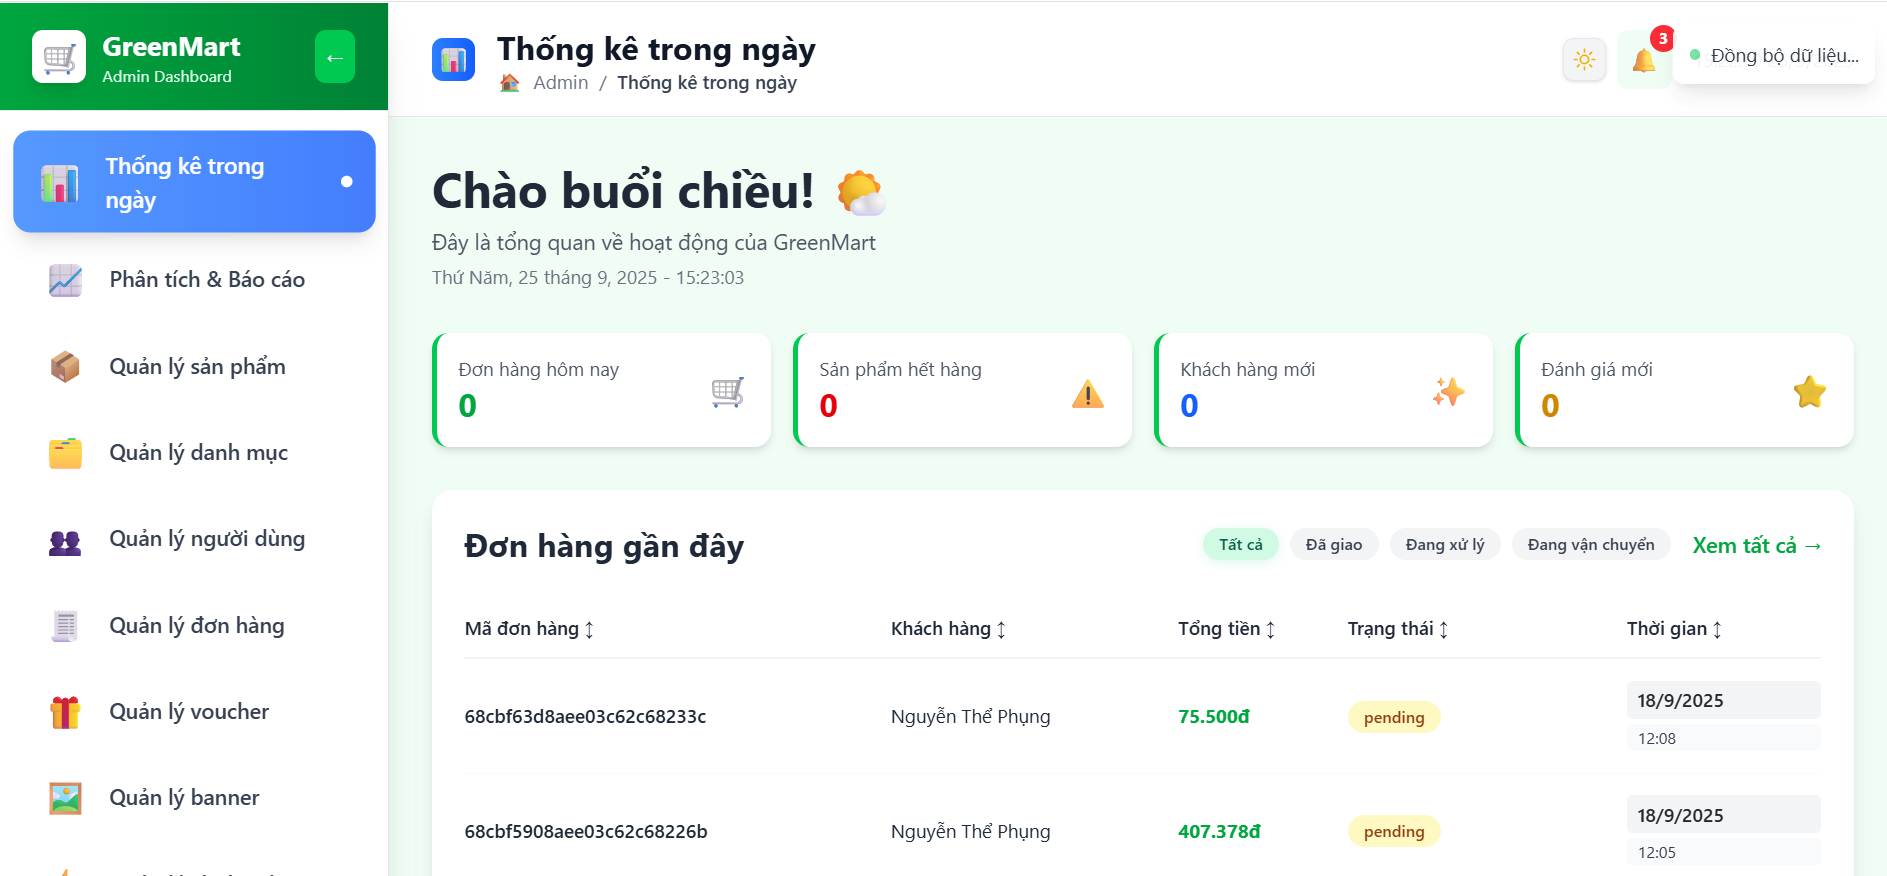 GreenMart
Admin Dashboard
←
Thống kê trong
ngày
Phân tích & Báo cáo
Quản lý sản phẩm
Quản lý danh mục
Quản lý người dùng
Quản lý đơn hàng
Quản lý voucher
Quản lý banner
Thống kê trong ngày
Admin / Thống kê trong ngày
3
Đồng bộ dữ liệu...
Chào buổi chiều!
Đây là tổng quan về hoạt động của GreenMart
Thứ Năm, 25 tháng 9, 2025 - 15:23:03
Đơn hàng hôm nay
0
Sản phẩm hết hàng
0
Khách hàng mới
0
Đánh giá mới
0
Đơn hàng gần đây
Tất cả Đã giao Đang xử lý Đang vận chuyển Xem tất cả →
Mã đơn hàng ↕ Khách hàng ↕ Tổng tiền ↕ Trạng thái ↕ Thời gian ↕
68cbf63d8aee03c62c68233c Nguyễn Thể Phụng 75.500đ pending 18/9/2025
12:08
68cbf5908aee03c62c68226b Nguyễn Thể Phụng 407.378đ pending 18/9/2025
12:05